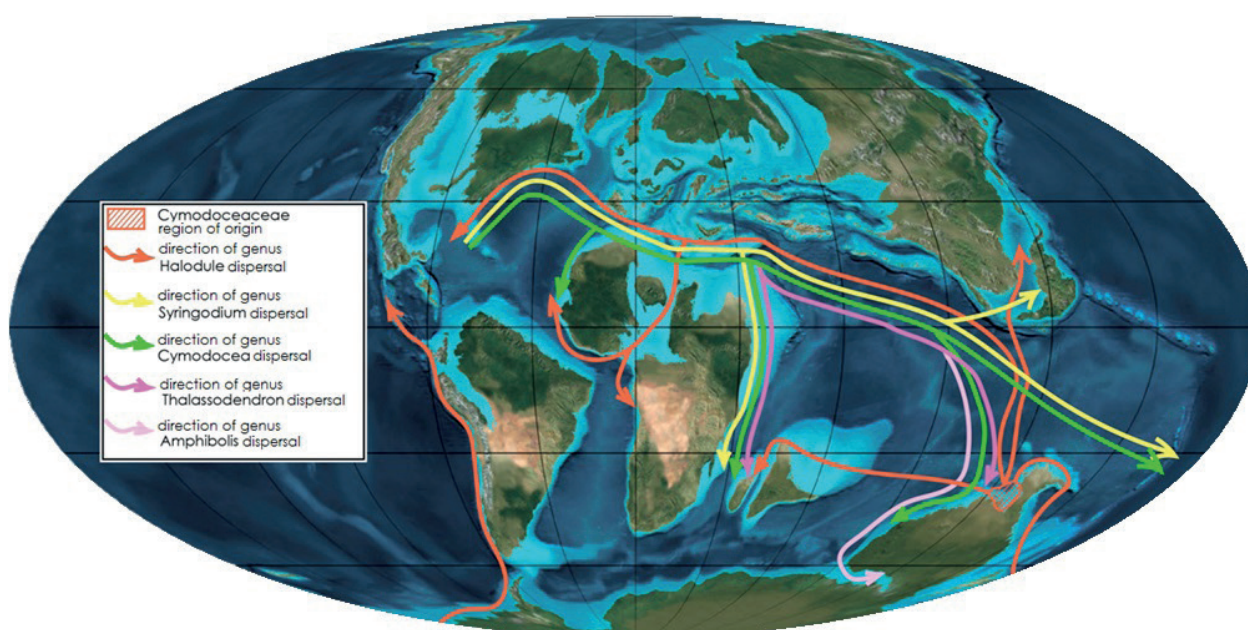 Cymodoceaceae
region of origin
direction of genus
Halodule dispersal
direction of genus
Syringodium dispersal
direction of genus
Cymodocea dispersal
direction of genus
Thalassodendron dispersal
direction of genus
Amphibolis dispersal